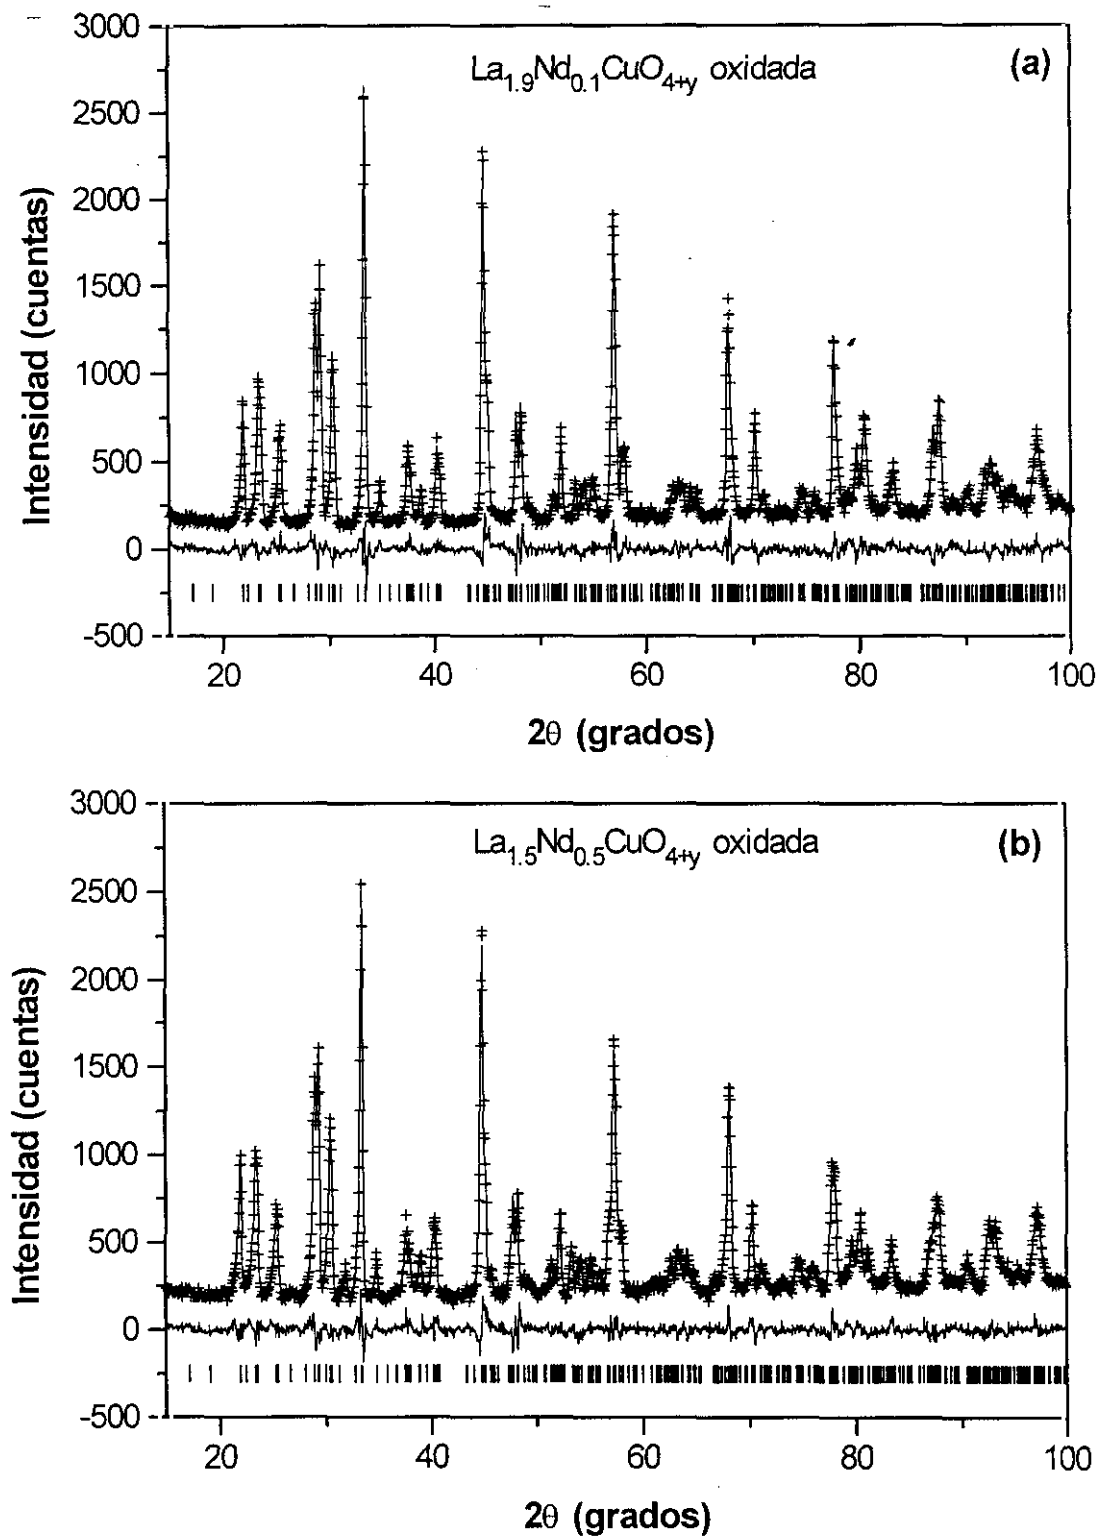 La1.9Nd0.1CuO4+y oxidada
(a)
Intensidad (cuentas)
3000
2500
2000
1500
1000
500
0
-500
20 40 60 80 100
2θ (grados)
La1.5Nd0.5CuO4+y oxidada
(b)
Intensidad (cuentas)
3000
2500
2000
1500
1000
500
0
-500
20 40 60 80 100
2θ (grados)